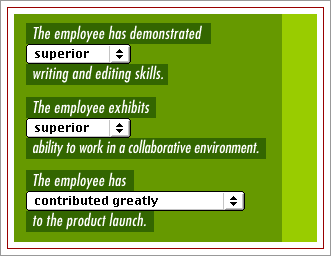 The employee has demonstrated
superior
writing and editing skills.
The employee exhibits
superior
ability to work in a collaborative environment.
The employee has
contributed greatly
to the product launch.